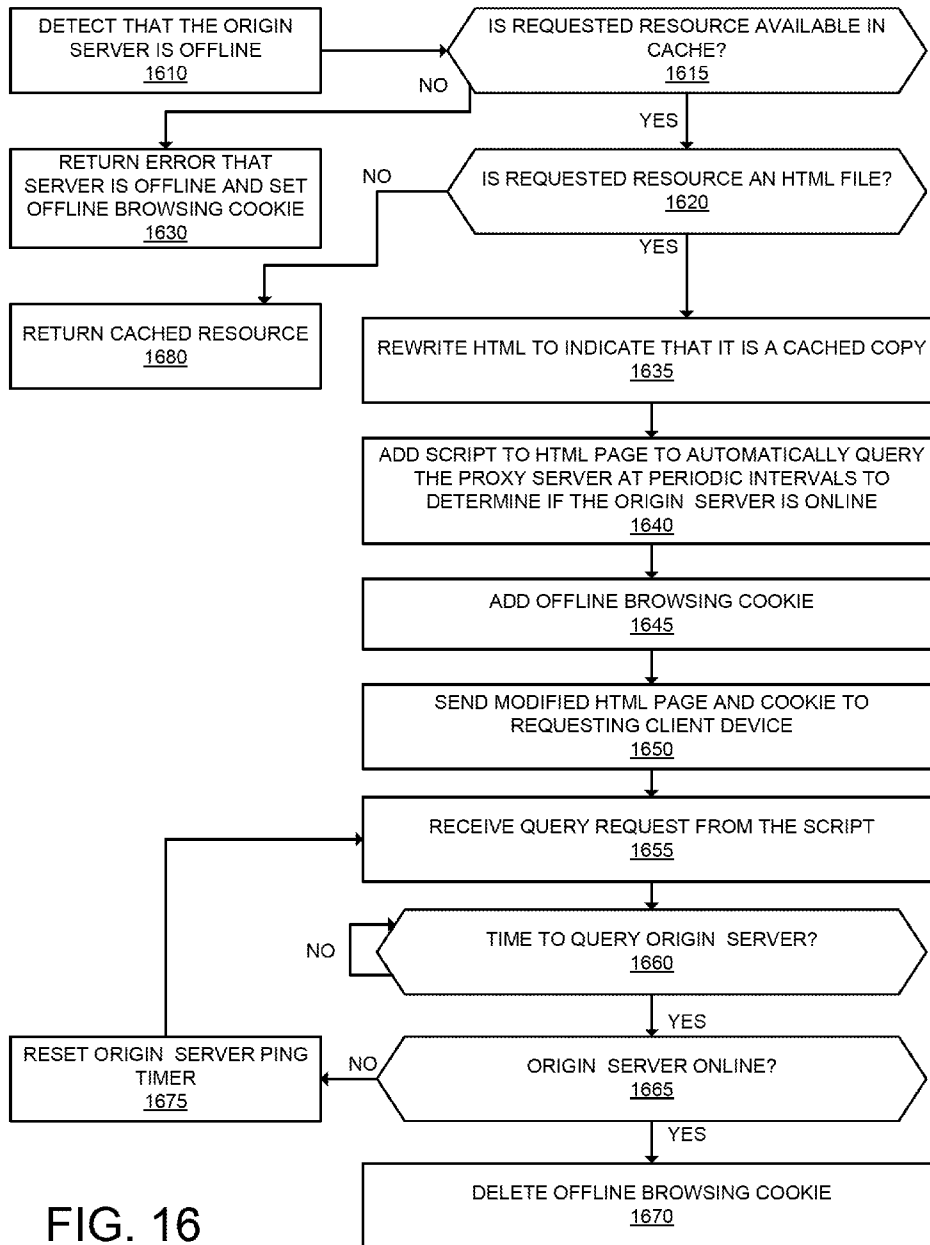 DETECT THAT THE ORIGIN
SERVER IS OFFLINE
1610
IS REQUESTED RESOURCE AVAILABLE IN
CACHE?
1615
NO
YES
RETURN ERROR THAT
SERVER IS OFFLINE AND SET
OFFLINE BROWSING COOKIE
1630
NO
IS REQUESTED RESOURCE AN HTML FILE?
1620
YES
RETURN CACHED RESOURCE
1680
REWRITE HTML TO INDICATE THAT IT IS A CACHED COPY
1635
ADD SCRIPT TO HTML PAGE TO AUTOMATICALLY QUERY
THE PROXY SERVER AT PERIODIC INTERVALS TO
DETERMINE IF THE ORIGIN SERVER IS ONLINE
1640
ADD OFFLINE BROWSING COOKIE
1645
SEND MODIFIED HTML PAGE AND COOKIE TO
REQUESTING CLIENT DEVICE
1650
RECEIVE QUERY REQUEST FROM THE SCRIPT
1655
NO
TIME TO QUERY ORIGIN SERVER?
1660
YES
RESET ORIGIN SERVER PING
TIMER
1675
NO
ORIGIN SERVER ONLINE?
1665
YES
DELETE OFFLINE BROWSING COOKIE
1670
FIG. 16